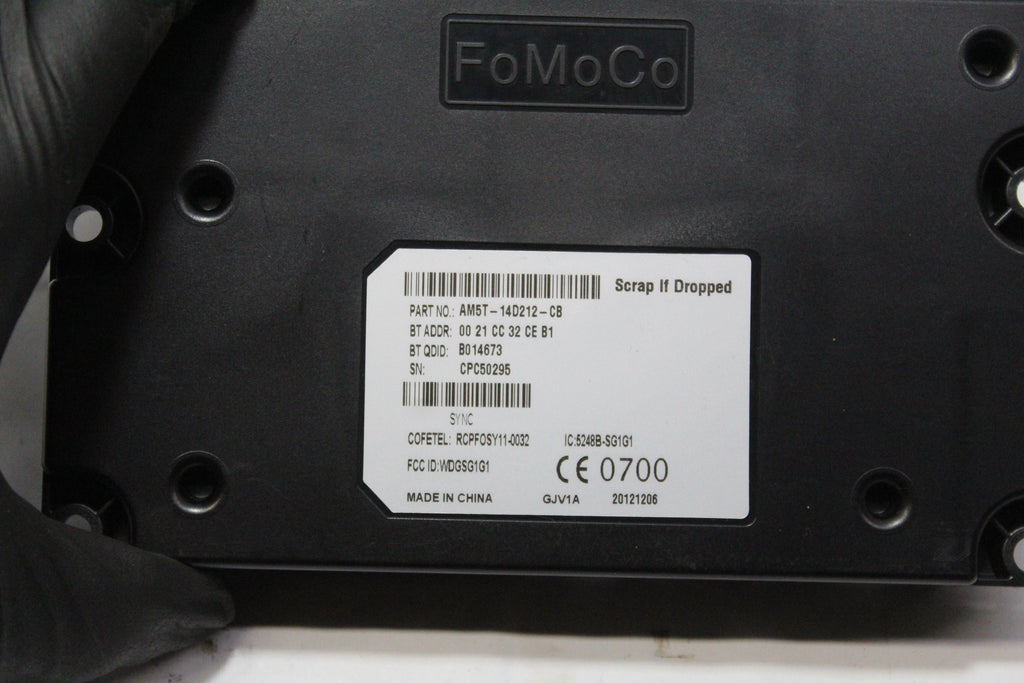 FoMoCo
Scrap If Dropped
PART NO.: AM5T-14D212-CB
BT ADDR: 00 21 CC 32 CE B1
BT QDID: B014673
SN: CPC50295
SYNC
COFETEL: RCPFOSY11-0032 IC:5248B-SG1G1
FCC ID:WDGSG1G1
CE 0700
MADE IN CHINA GJV1A 20121206